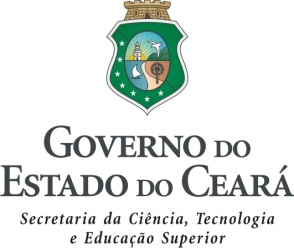 GOVERNO DO
ESTADO DO CEARÁ
Secretaria da Ciência, Tecnologia
e Educação Superior